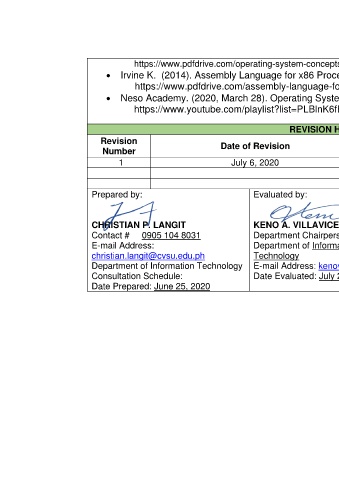 https://www.pdfdrive.com/operating-system-concepts
• Irvine K. (2014). Assembly Language for x86 Proce
https://www.pdfdrive.com/assembly-language-fo
• Neso Academy. (2020, March 28). Operating Syste
https://www.youtube.com/playlist?list=PLBlnK6f
REVISION H
Revision Number
Date of Revision
1
July 6, 2020
Prepared by:
CHRISTIAN P. LANGIT
Contact # 0905 104 8031
E-mail Address:
christian.langit@cvsu.edu.ph
Department of Information Technology
Consultation Schedule:
Date Prepared: June 25, 2020
Evaluated by:
KENO A. VILLAVICE
Department Chairpers
Department of Informa
Technology
E-mail Address: keno
Date Evaluated: July 2